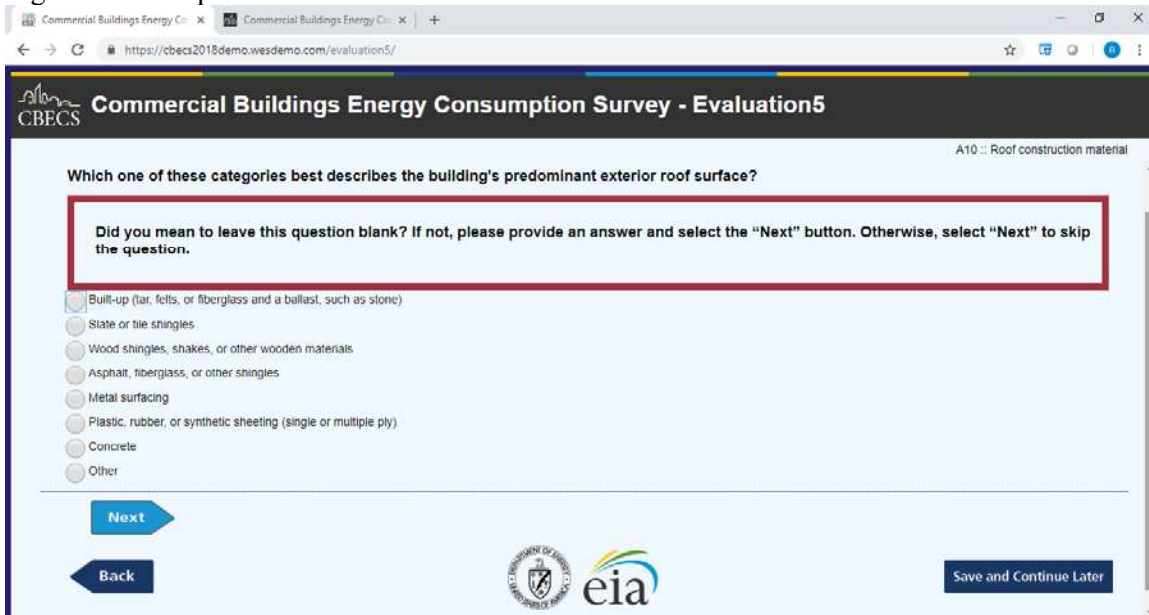 Commercial Buildings Energy Co
Commercial Buildings Energy Co
https://cbecs2018demo.wesdemo.com/evaluation5/
CBECS
Commercial Buildings Energy Consumption Survey - Evaluation5
A10 :: Roof construction material
Which one of these categories best describes the building's predominant exterior roof surface?
Did you mean to leave this question blank? If not, please provide an answer and select the “Next” button. Otherwise, select “Next” to skip
the question.
Built-up (tar, felts, or fiberglass and a ballast, such as stone)
Slate or tile shingles
Wood shingles, shakes, or other wooden materials
Asphalt, fiberglass, or other shingles
Metal surfacing
Plastic, rubber, or synthetic sheeting (single or multiple ply)
Concrete
Other
Next
Back
eia
Save and Continue Later